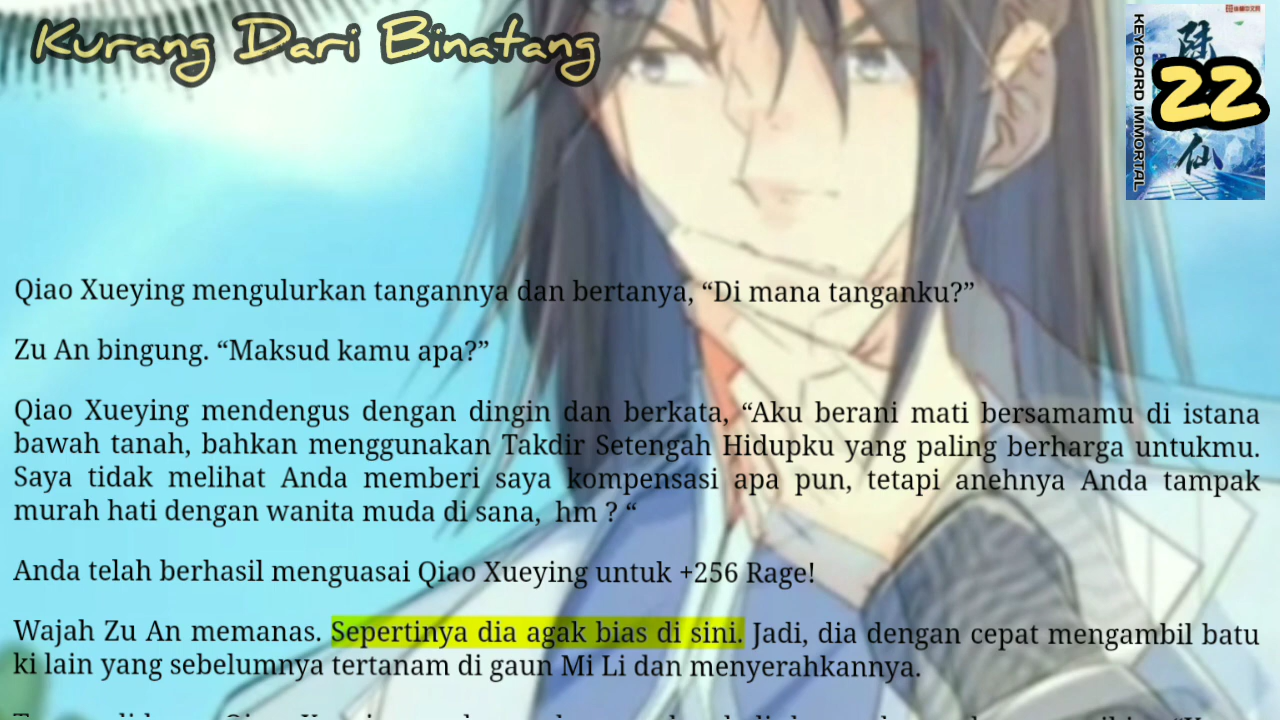 Kurang Dari Binatang
KEYBOARD IMMORTAL
22
仙
Qiao Xueying mengulurkan tangannya dan bertanya, “Di mana tanganku?”
Zu An bingung. “Maksud kamu apa?”
Qiao Xueying mendengus dengan dingin dan berkata, “Aku berani mati bersamamu di istana
bawah tanah, bahkan menggunakan Takdir Setengah Hidupku yang paling berharga untukmu.
Saya tidak melihat Anda memberi saya kompensasi apa pun, tetapi anehnya Anda tampak
murah hati dengan wanita muda di sana,  hm ? “
Anda telah berhasil menguasai Qiao Xueying untuk +256 Rage!
Wajah Zu An memanas. Sepertinya dia agak bias di sini. Jadi, dia dengan cepat mengambil batu
ki lain yang sebelumnya tertanam di gaun Mi Li dan menyerahkannya.